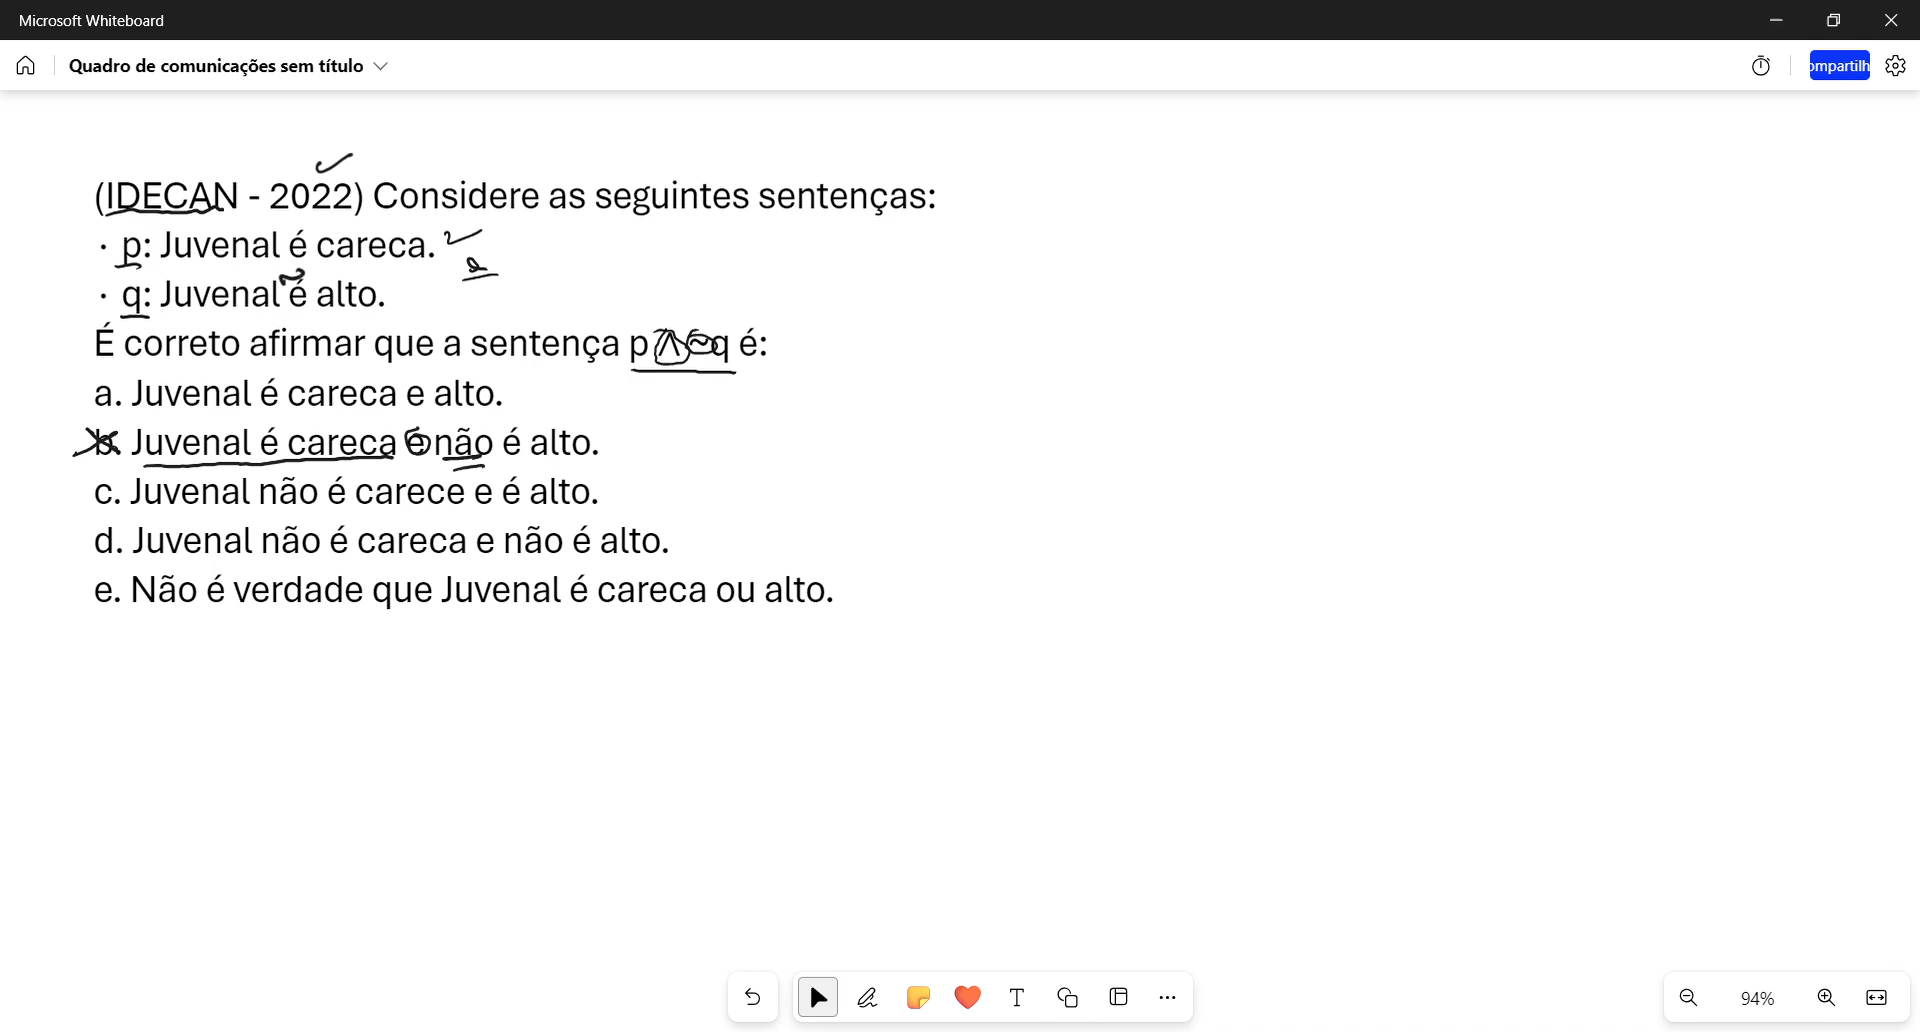 Microsoft Whiteboard
Quadro de comunicações sem título
ompartilh
(IDECAN - 2022) Considere as seguintes sentenças:
· p: Juvenal é careca.
· q: Juvenal é alto.
É correto afirmar que a sentença p ∧ ~q é:
a. Juvenal é careca e alto.
b. Juvenal é careca e não é alto.
c. Juvenal não é carece e é alto.
d. Juvenal não é careca e não é alto.
e. Não é verdade que Juvenal é careca ou alto.
94%